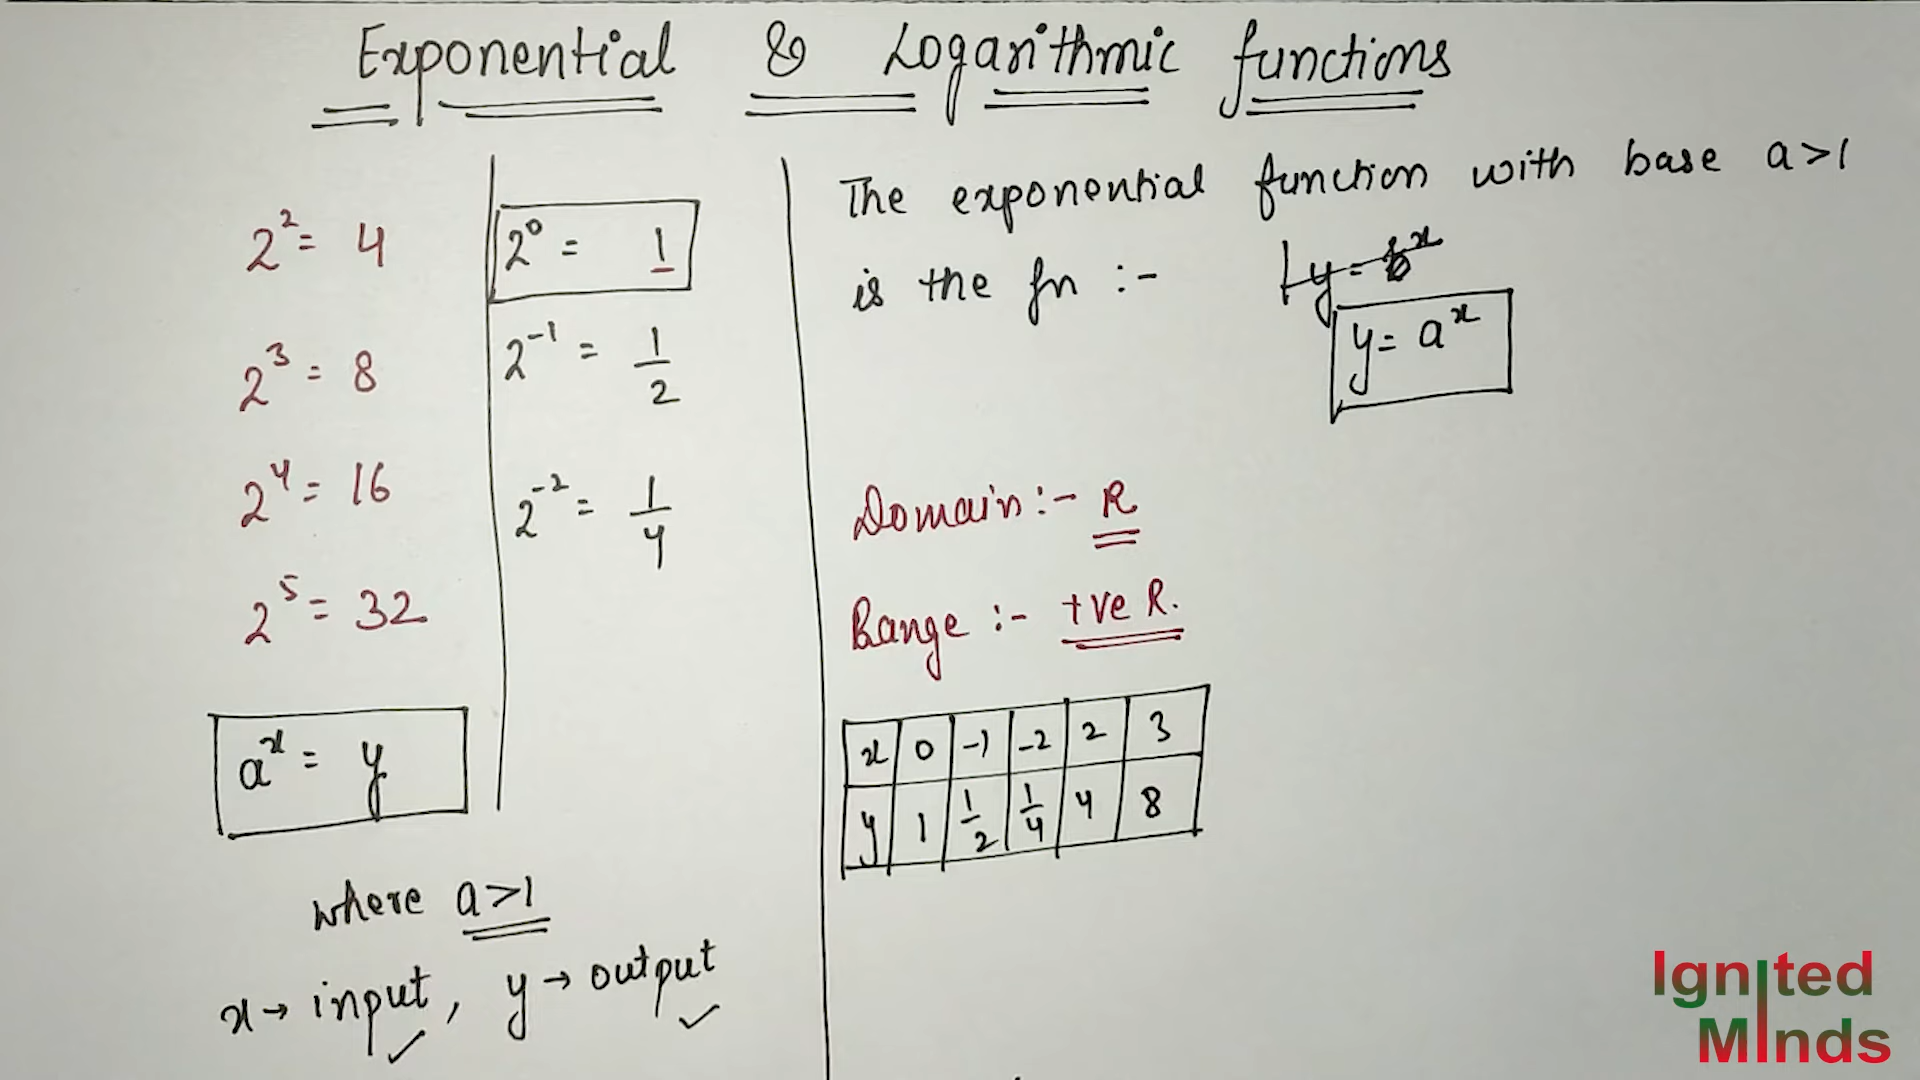 Exponential & Logarithmic functions
2² = 4
2³ = 8
2⁴ = 16
2⁵ = 32
aˣ = y
where a>1
x → input, y → output
2⁰ = 1
2⁻¹ = 1/2
2⁻² = 1/4
The exponential function with base a>1
is the fn :-
y = aˣ
Domain :- R
Range :- +ve R.
x 0 -1 -2 2 3
y 1 1/2 1/4 4 8
Ignited
Minds